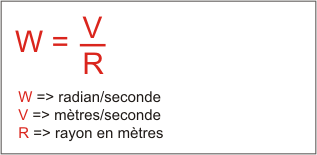 W = V/R
W => radian/seconde
V => mètres/seconde
R => rayon en mètres